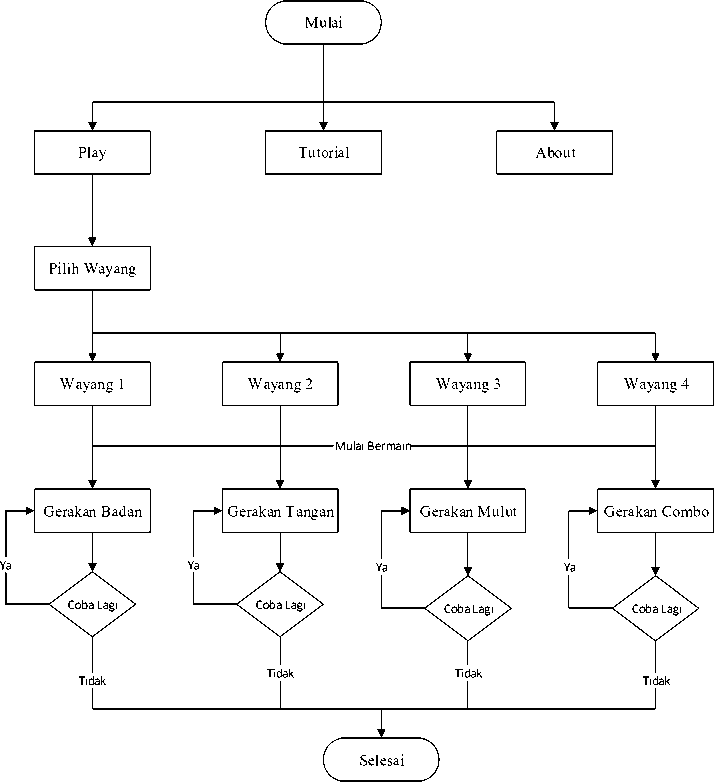 Mulai
Play
Tutorial
About
Pilih Wayang
Wayang 1
Wayang 2
Wayang 3
Wayang 4
Mulai Bermain
Gerakan Badan
Gerakan Tangan
Gerakan Mulut
Gerakan Combo
Ya
Ya
Ya
Ya
Coba Lagi
Coba Lagi
Coba Lagi
Coba Lagi
Tidak
Tidak
Tidak
Tidak
Selesai